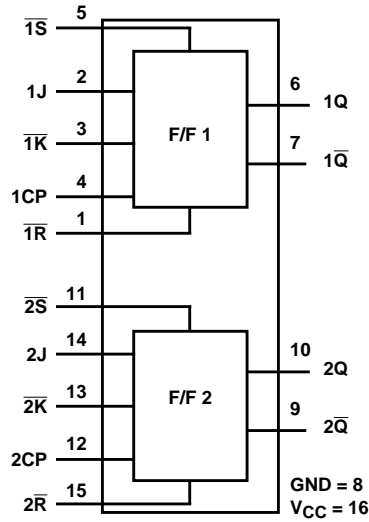 1S̅ 5
1J 2
1K̅ 3
1CP 4
1R̅ 1
F/F 1
6 1Q
7 1Q̅
2S̅ 11
2J 14
2K̅ 13
2CP 12
2R̅ 15
F/F 2
10 2Q
9 2Q̅
GND = 8
VCC = 16